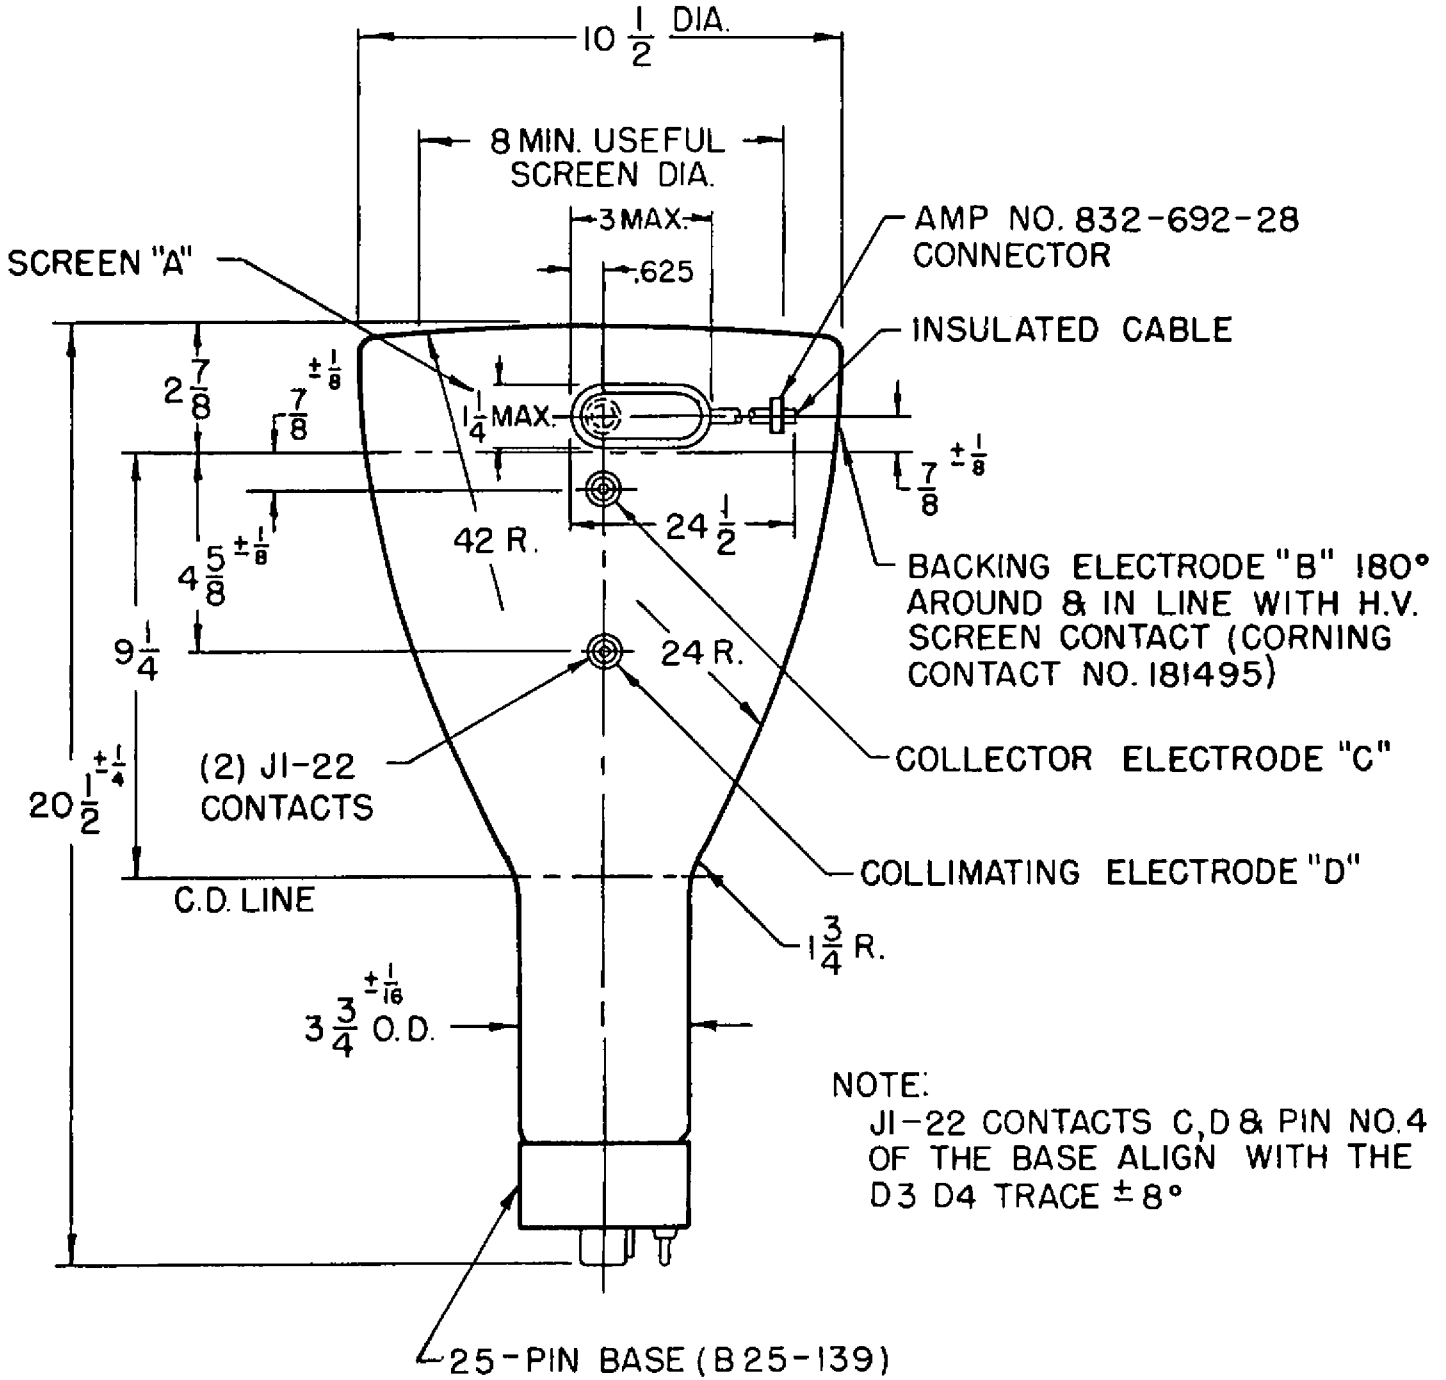 10 1/2 DIA.
8 MIN. USEFUL
SCREEN DIA.
3 MAX.
.625
AMP NO. 832-692-28
CONNECTOR
SCREEN "A"
INSULATED CABLE
2 7/8
7/8 ±1/8
1 1/4 MAX.
7/8 ±1/8
42 R.
24 1/2
4 5/8 ±1/8
BACKING ELECTRODE "B" 180°
AROUND & IN LINE WITH H.V.
SCREEN CONTACT (CORNING
CONTACT NO. 181495)
9 1/4
24 R.
(2) J1-22
CONTACTS
COLLECTOR ELECTRODE "C"
20 1/2 ±1/4
COLLIMATING ELECTRODE "D"
C.D. LINE
1 3/4 R.
3 3/4 ±1/16 O.D.
NOTE:
J1-22 CONTACTS C,D & PIN NO.4
OF THE BASE ALIGN WITH THE
D3 D4 TRACE ±8°
25-PIN BASE (B25-139)